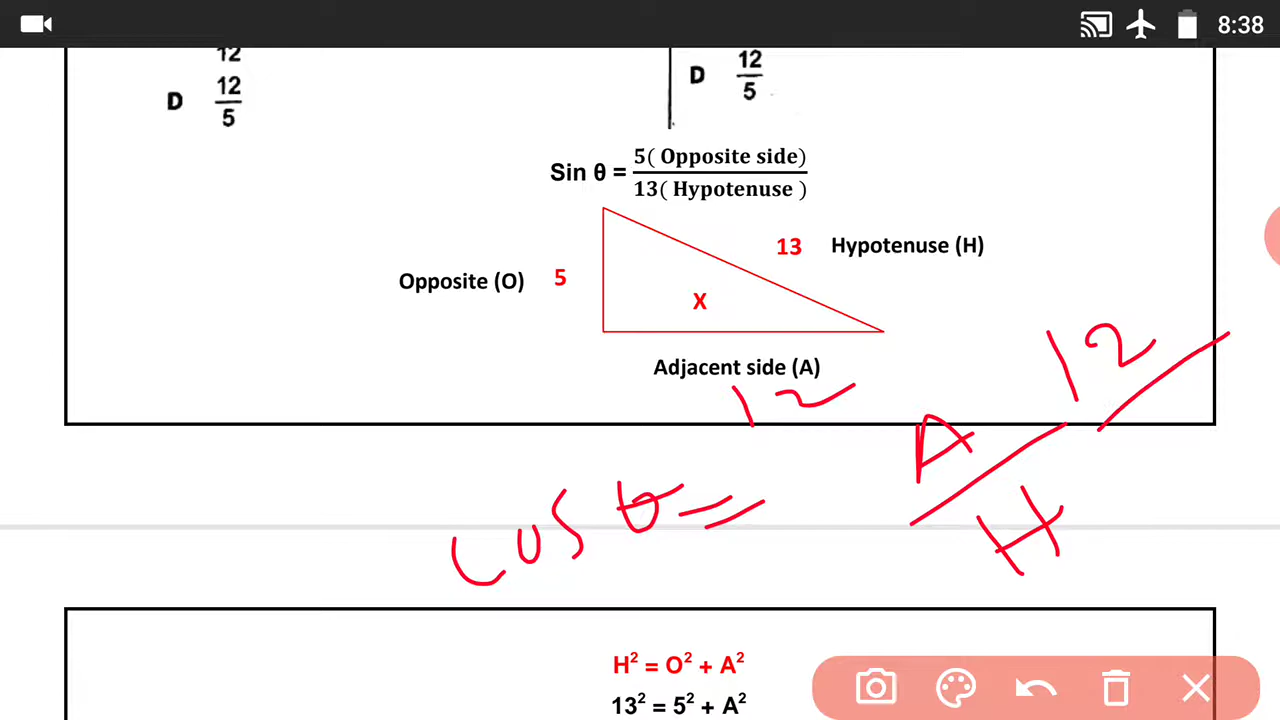 8:38
12
D 12/5
D 12/5
Sin θ = 5( Opposite side)/13( Hypotenuse )
13 Hypotenuse (H)
Opposite (O) 5
X
Adjacent side (A)
12
cos θ = A/H 12/
H² = O² + A²
13² = 5² + A²